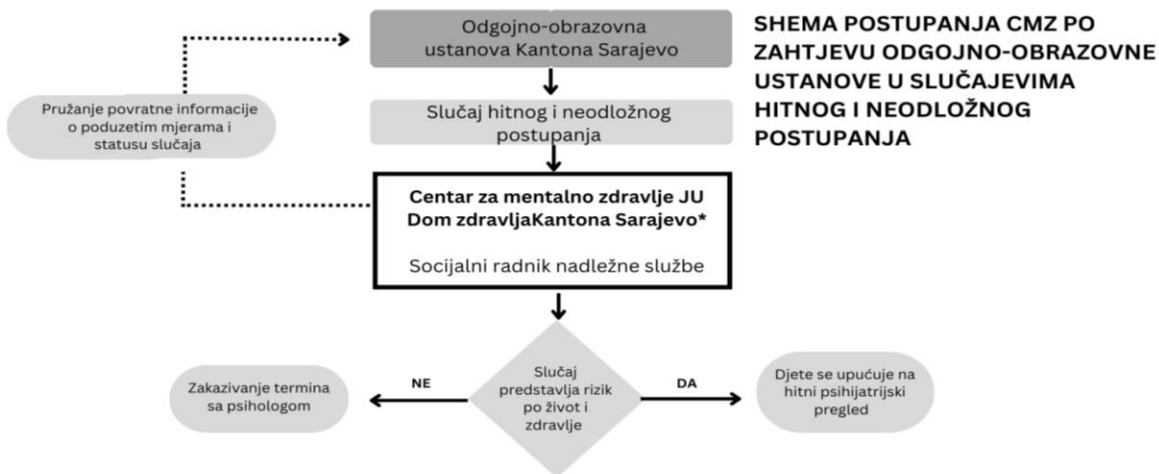 Odgojno-obrazovna
ustanova Kantona Sarajevo
SHEMA POSTUPANJA CMZ PO
ZAHTJEVU ODGOJNO-OBRAZOVNE
USTANOVE U SLUČAJEVIMA
HITNOG I NEODLOŽNOG
POSTUPANJA
Pružanje povratne informacije
o poduzetim mjerama i
statusu slučaja
Slučaj hitnog i neodložnog
postupanja
Centar za mentalno zdravlje JU
Dom zdravljaKantona Sarajevo*
Socijalni radnik nadležne službe
Zakazivanje termina
sa psihologom
NE
Slučaj
predstavlja rizik
po život i
zdravlje
DA
Djete se upućuje na
hitni psihijatrijski
pregled